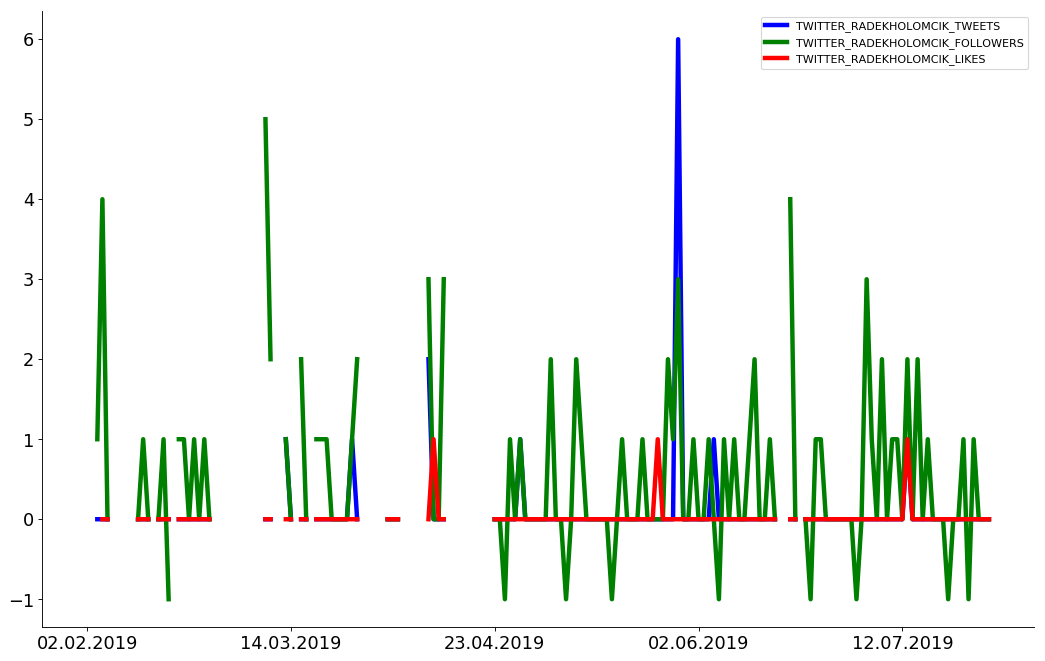 TWITTER_RADEKHOLOMCIK_TWEETS
TWITTER_RADEKHOLOMCIK_FOLLOWERS
TWITTER_RADEKHOLOMCIK_LIKES
6
5
4
3
2
1
0
−1
02.02.2019 14.03.2019 23.04.2019 02.06.2019 12.07.2019